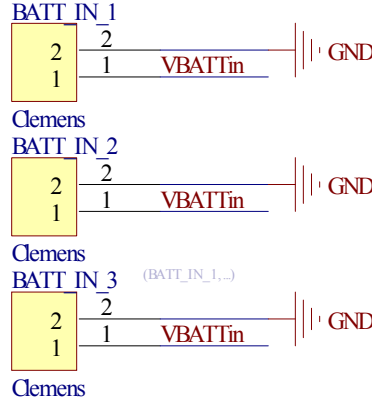 BATT_IN_1
2 2 GND
1 1 VBATTin
Clemens
BATT_IN_2
2 2 GND
1 1 VBATTin
Clemens
(BATT_IN_1,...)
BATT_IN_3
2 2 GND
1 1 VBATTin
Clemens